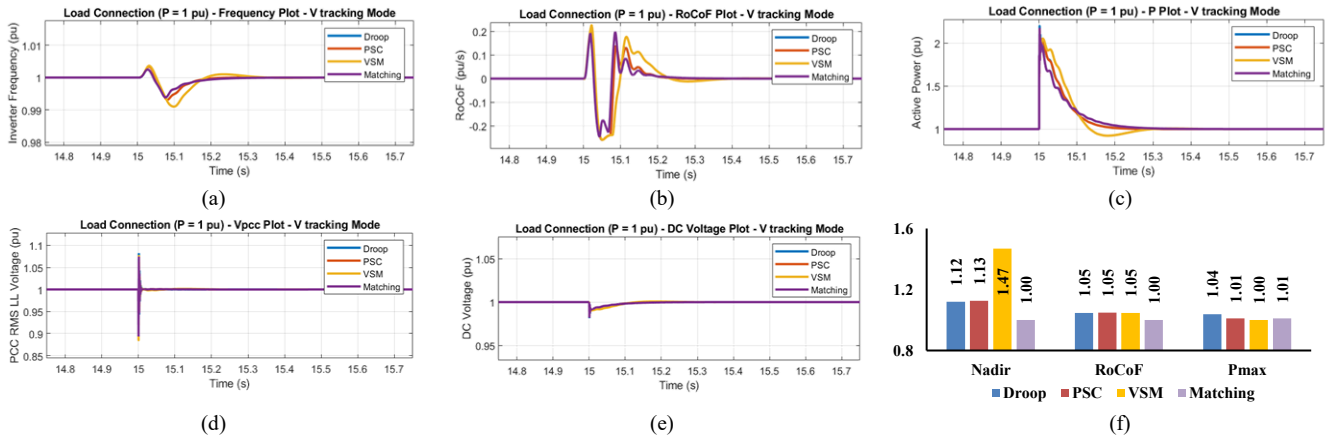 Load Connection (P = 1 pu) - Frequency Plot - V tracking Mode
Inverter Frequency (pu)
1.01
1
0.99
0.98
Droop
PSC
VSM
Matching
14.8 14.9 15 15.1 15.2 15.3 15.4 15.5 15.6 15.7
Time (s)
(a)
Load Connection (P = 1 pu) - RoCoF Plot - V tracking Mode
RoCoF (pu/s)
0.2
0.1
0
-0.1
-0.2
Droop
PSC
VSM
Matching
14.8 14.9 15 15.1 15.2 15.3 15.4 15.5 15.6 15.7
Time (s)
(b)
Load Connection (P = 1 pu) - P Plot - V tracking Mode
Active Power (pu)
2
1.5
1
Droop
PSC
VSM
Matching
14.8 14.9 15 15.1 15.2 15.3 15.4 15.5 15.6 15.7
Time (s)
(c)
Load Connection (P = 1 pu) - Vpcc Plot - V tracking Mode
PCC RMS LL Voltage (pu)
1.1
1.05
1
0.95
0.9
0.85
Droop
PSC
VSM
Matching
14.8 14.9 15 15.1 15.2 15.3 15.4 15.5 15.6 15.7
Time (s)
(d)
Load Connection (P = 1 pu) - DC Voltage Plot - V tracking Mode
DC Voltage (pu)
1.05
1
0.95
Droop
PSC
VSM
Matching
14.8 14.9 15 15.1 15.2 15.3 15.4 15.5 15.6 15.7
Time (s)
(e)
1.6
1.2
0.8
1.12 1.13 1.47 1.00
1.05 1.05 1.05 1.00
1.04 1.01 1.00 1.01
Nadir RoCoF Pmax
Droop PSC VSM Matching
(f)